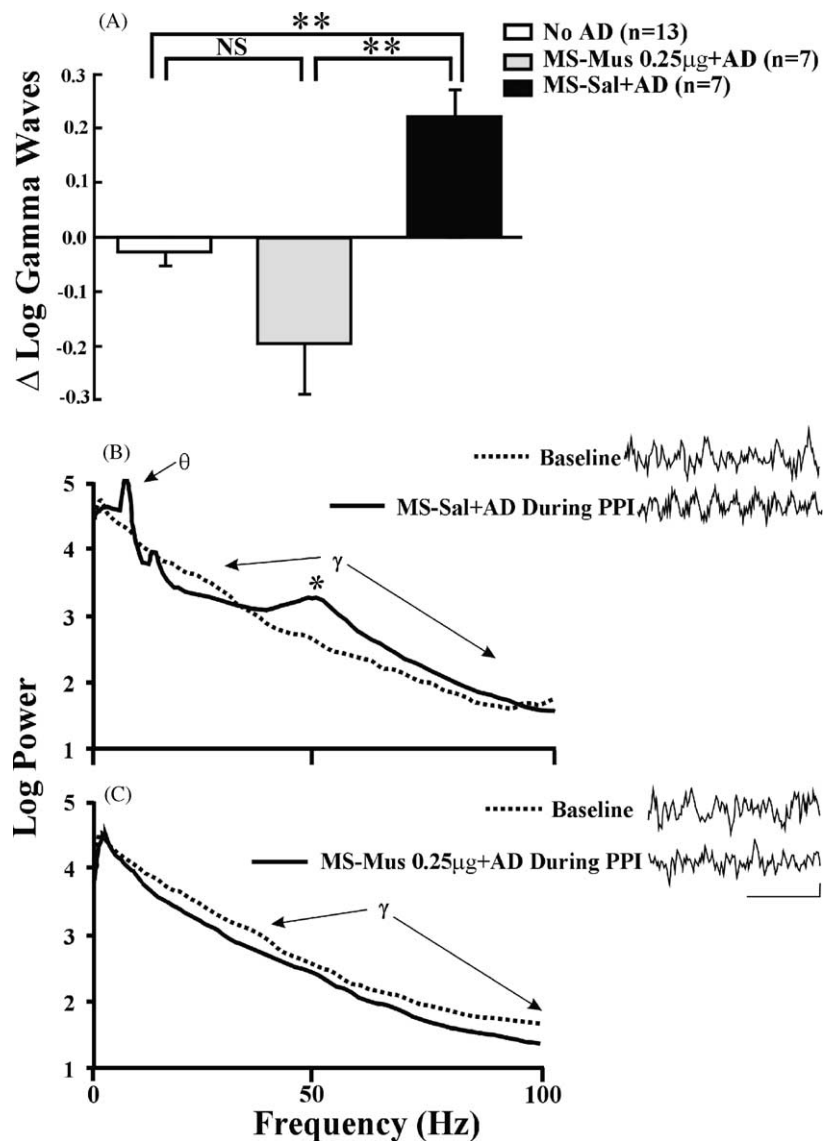 (A)
**
NS
**
No AD (n=13)
MS-Mus 0.25µg+AD (n=7)
MS-Sal+AD (n=7)
Δ Log Gamma Waves
0.3
0.2
0.1
0.0
-0.1
-0.2
-0.3
(B)
θ
Baseline
MS-Sal+AD During PPI
γ
*
5
4
3
2
1
Log Power
(C)
Baseline
MS-Mus 0.25µg+AD During PPI
γ
5
4
3
2
1
0
50
100
Frequency (Hz)